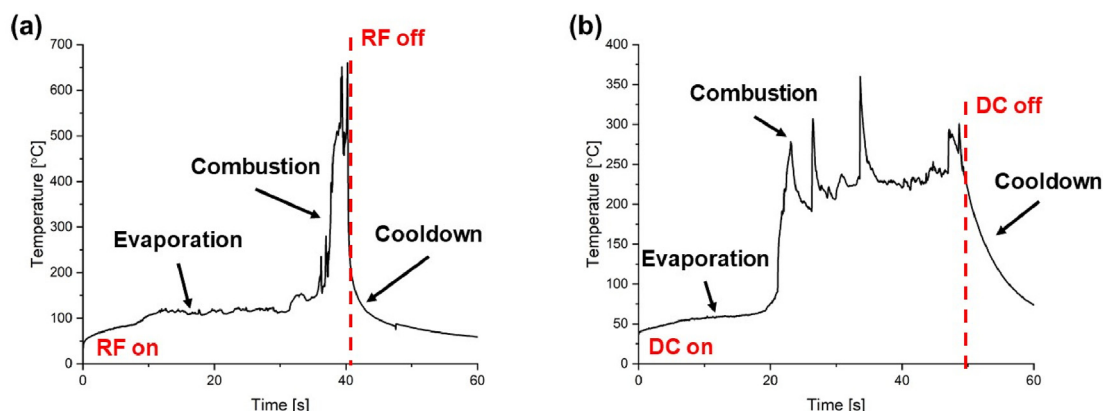 (a)
700
600
500
400
300
200
100
0
Temperature [°C]
0
20
40
60
Time [s]
RF on
Evaporation
Combustion
RF off
Cooldown
(b)
400
350
300
250
200
150
100
50
0
Temperature [°C]
0
20
40
60
Time [s]
DC on
Evaporation
Combustion
DC off
Cooldown